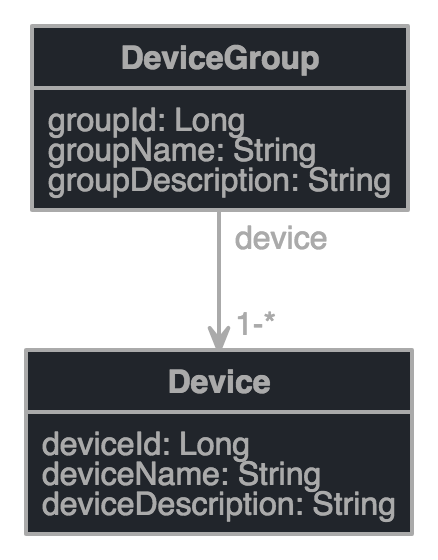 DeviceGroup
groupId: Long
groupName: String
groupDescription: String
device
1-*
Device
deviceId: Long
deviceName: String
deviceDescription: String